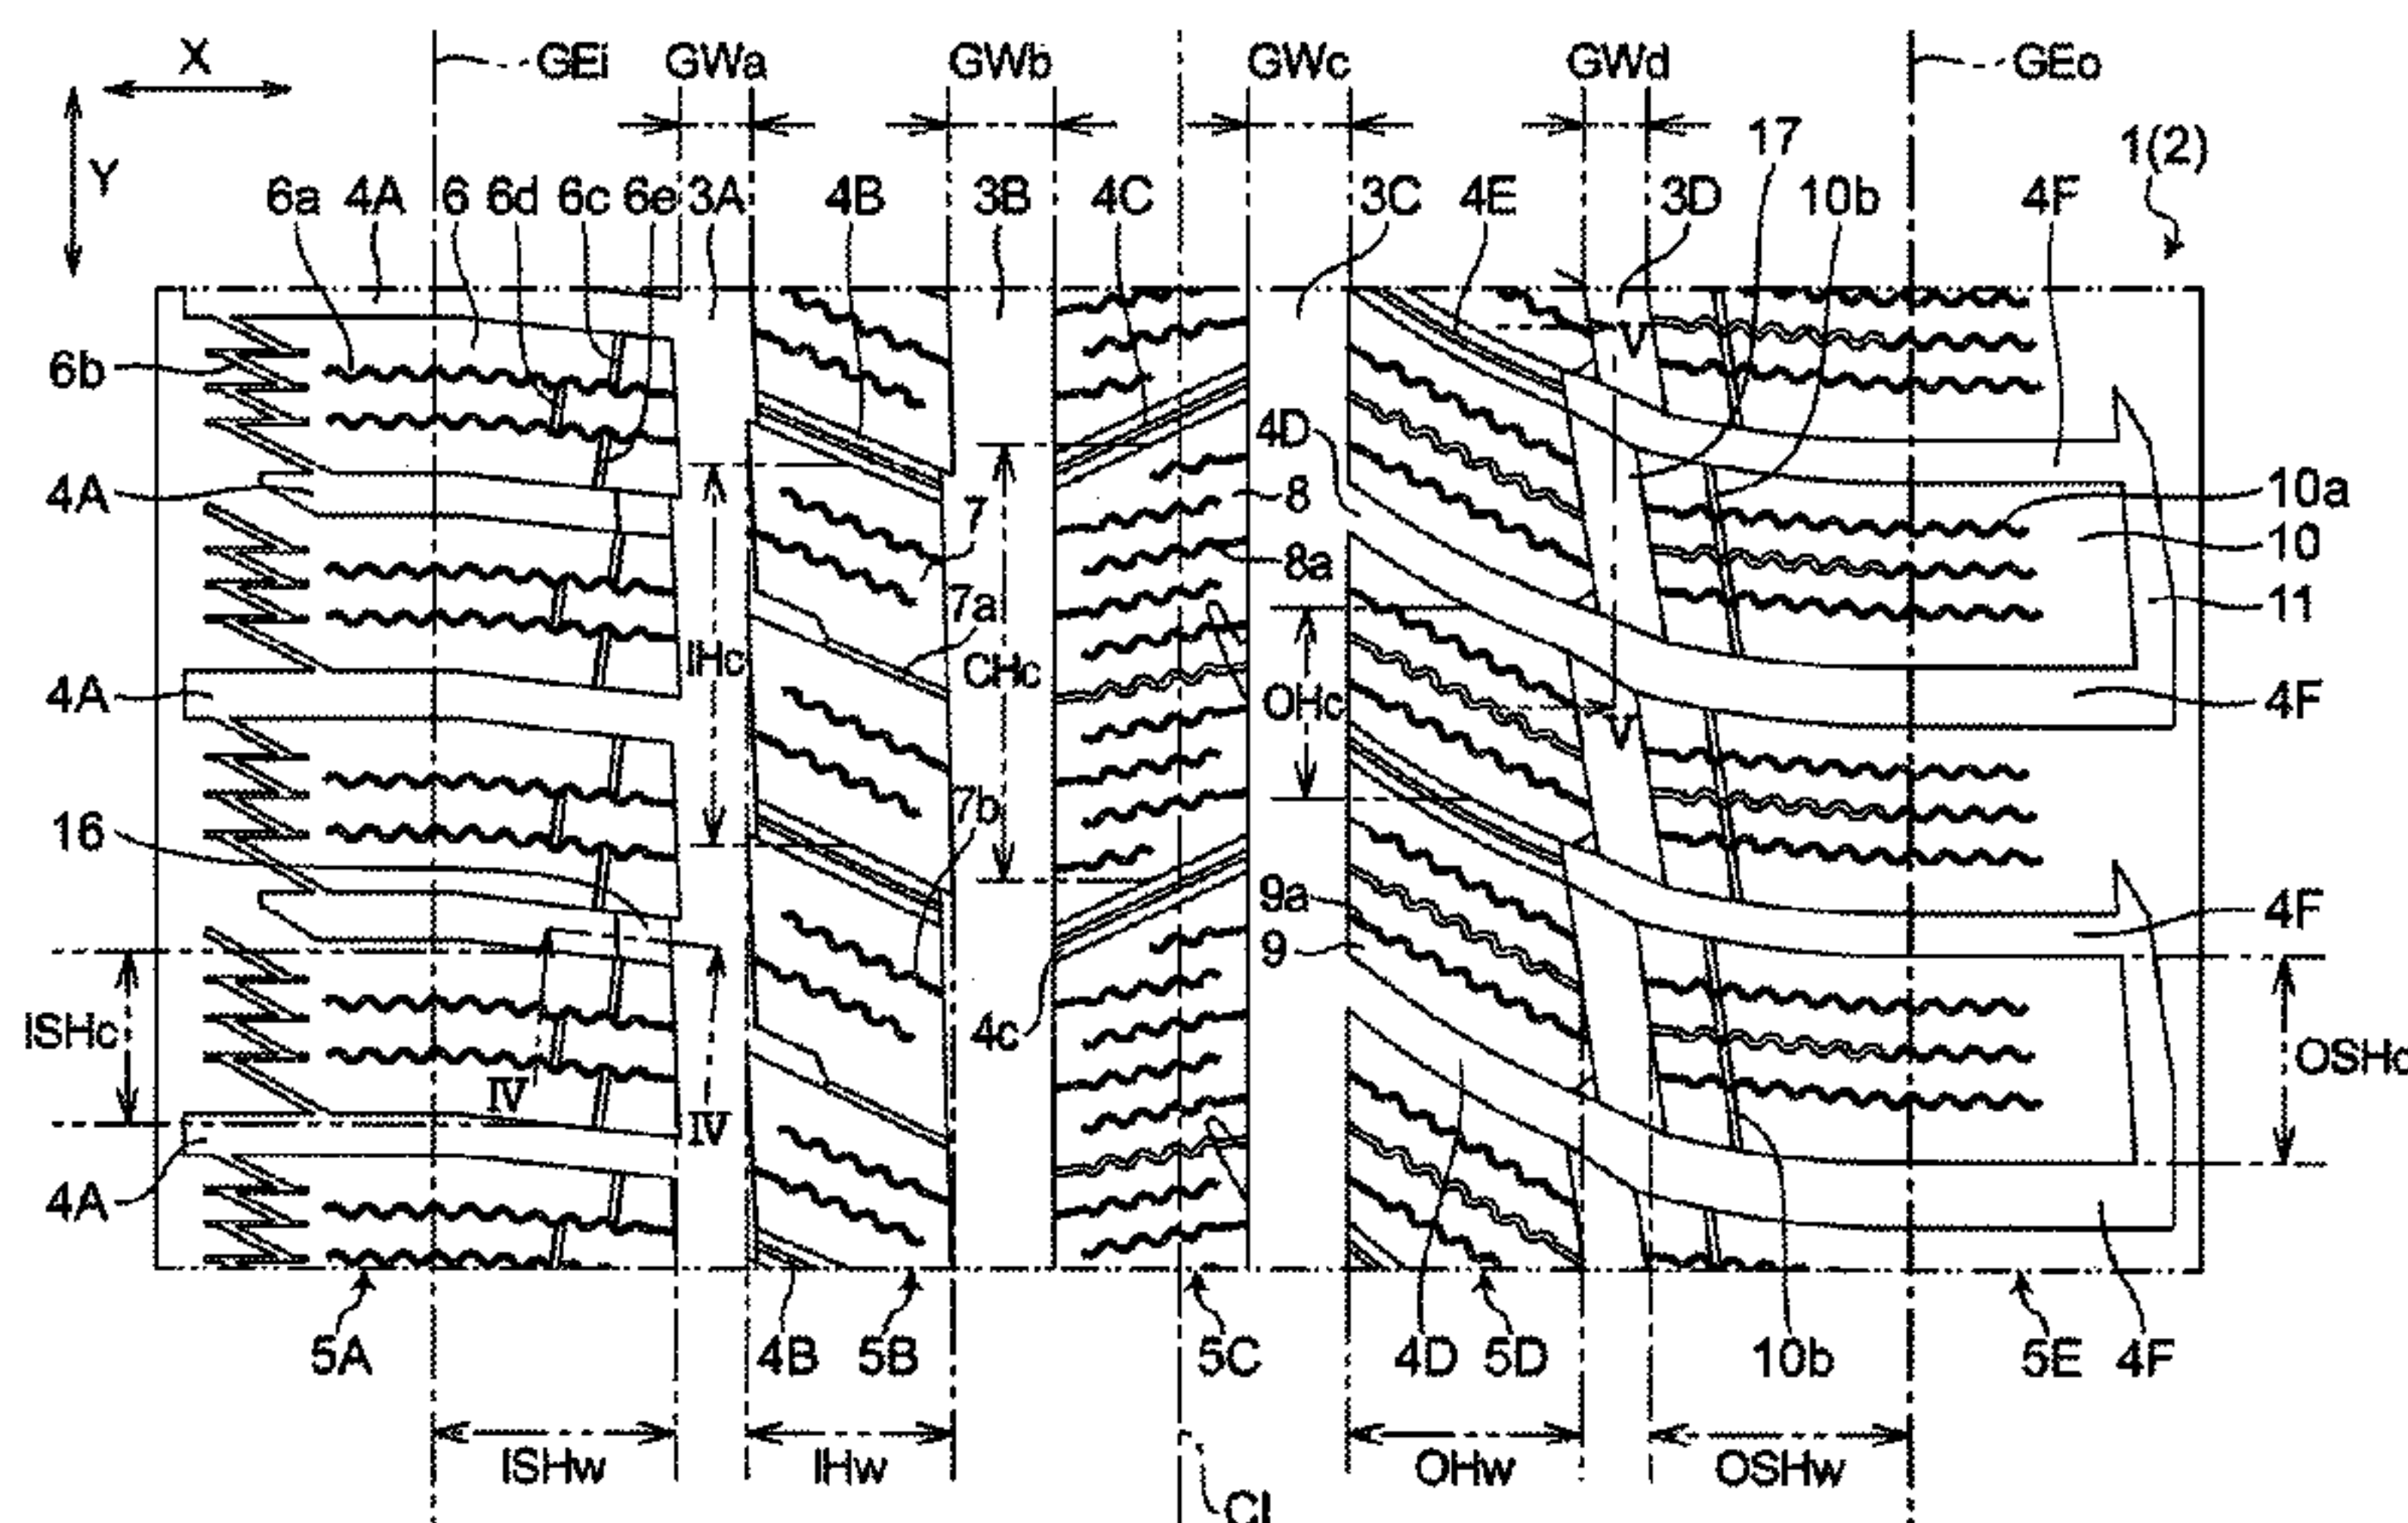 X GEi GWa GWb GWc GWd GEo
Y 17 1(2)
6a 4A 6 6d 6c 6e 3A 4B 3B 4C 3C 4E 3D 10b 4F
V
6b
4D
4A 7 8 10a
8a 10
7a 11
IHc CHc
4A OHc 4F
V
7b
16
9a 4F
9
ISHc 4c OSHc
IV IV
4A
5A 4B 5B 5C 4D 5D 10b 5E 4F
ISHw IHw OHw OSHw